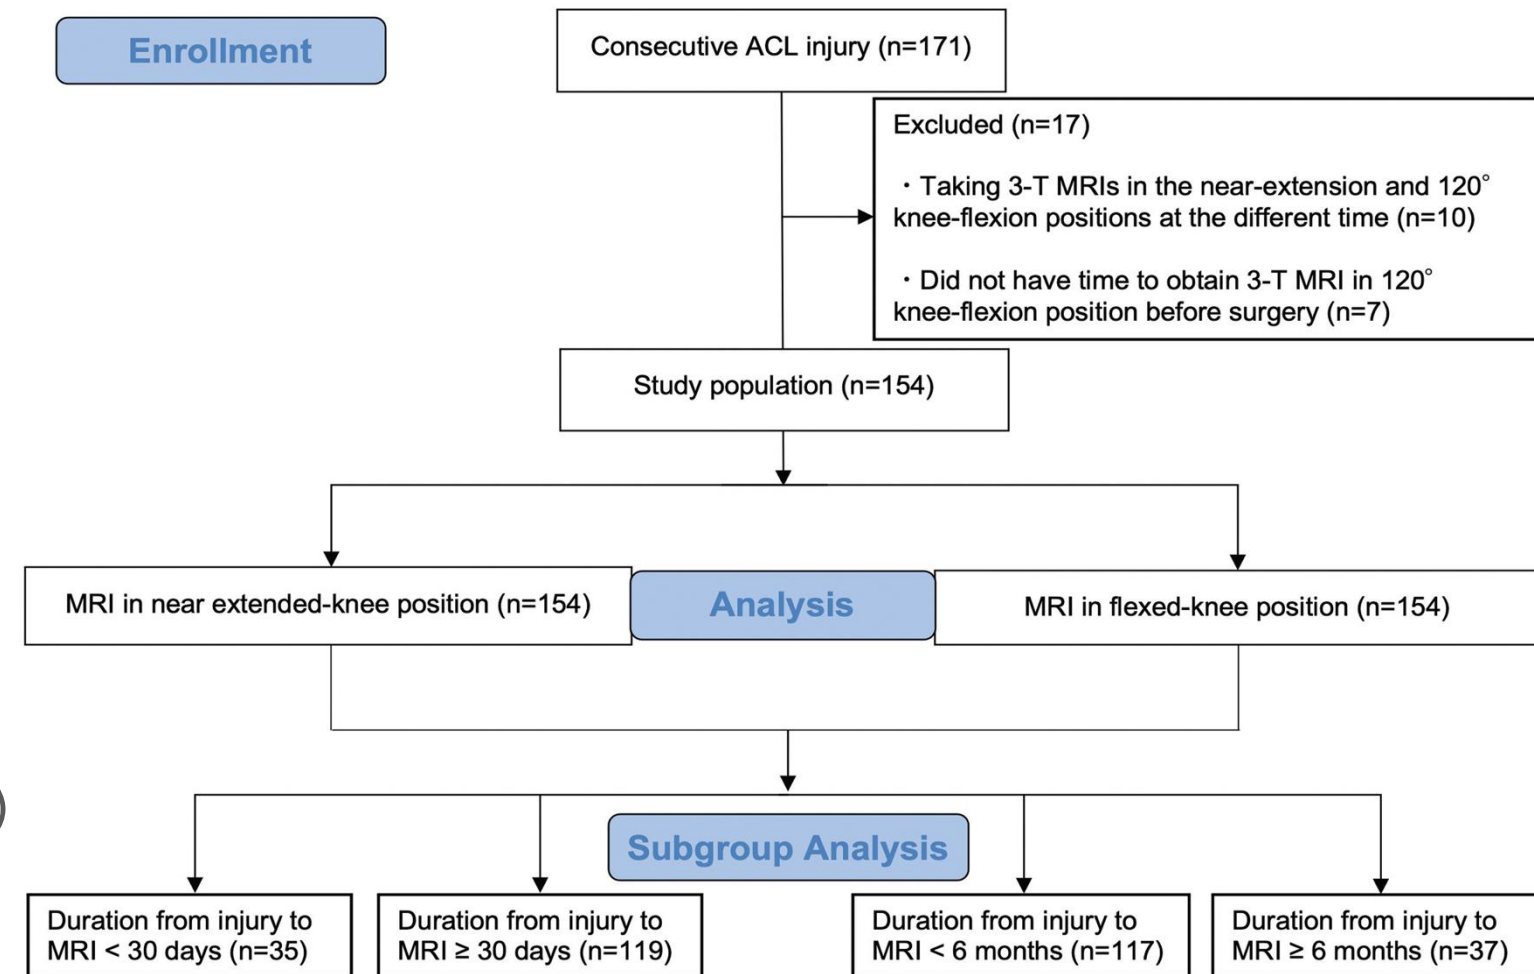 Enrollment
Consecutive ACL injury (n=171)
Excluded (n=17)
・Taking 3-T MRIs in the near-extension and 120°
knee-flexion positions at the different time (n=10)
・Did not have time to obtain 3-T MRI in 120°
knee-flexion position before surgery (n=7)
Study population (n=154)
MRI in near extended-knee position (n=154)
Analysis
MRI in flexed-knee position (n=154)
Subgroup Analysis
Duration from injury to
MRI < 30 days (n=35)
Duration from injury to
MRI ≥ 30 days (n=119)
Duration from injury to
MRI < 6 months (n=117)
Duration from injury to
MRI ≥ 6 months (n=37)